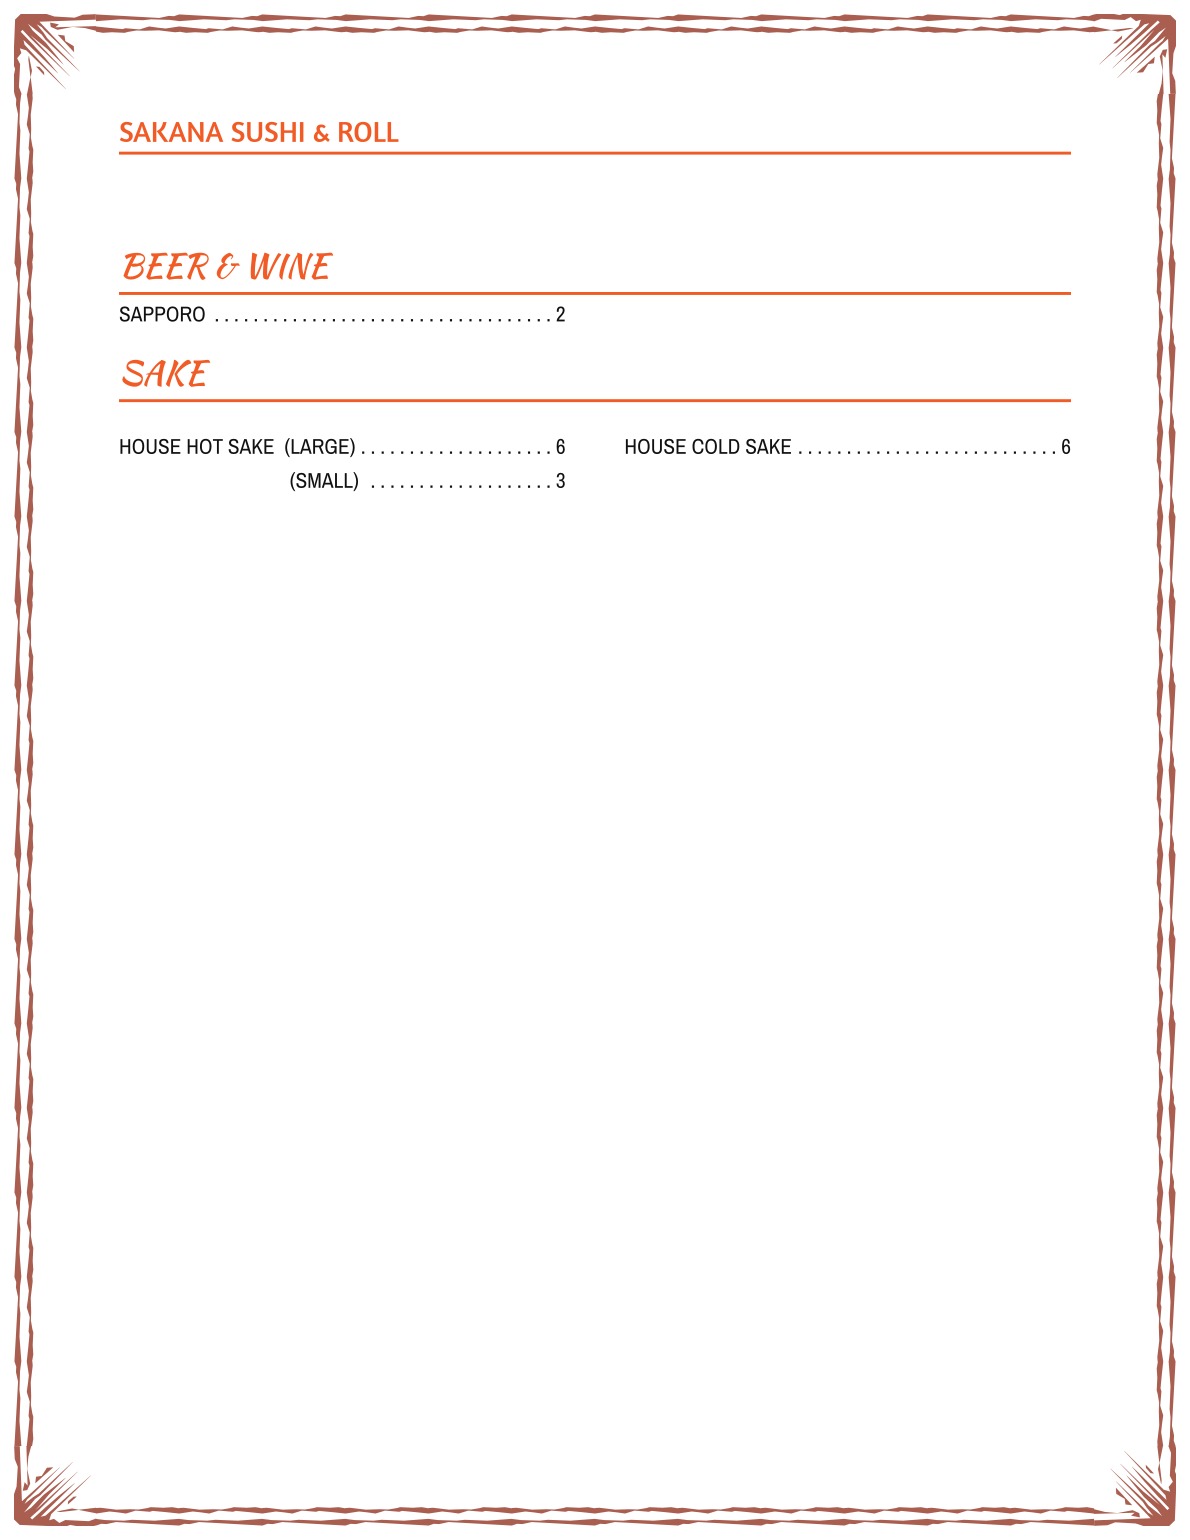 SAKANA SUSHI & ROLL
BEER & WINE
SAPPORO ................................... 2
SAKE
HOUSE HOT SAKE (LARGE) .................... 6
(SMALL) ................... 3
HOUSE COLD SAKE ........................... 6